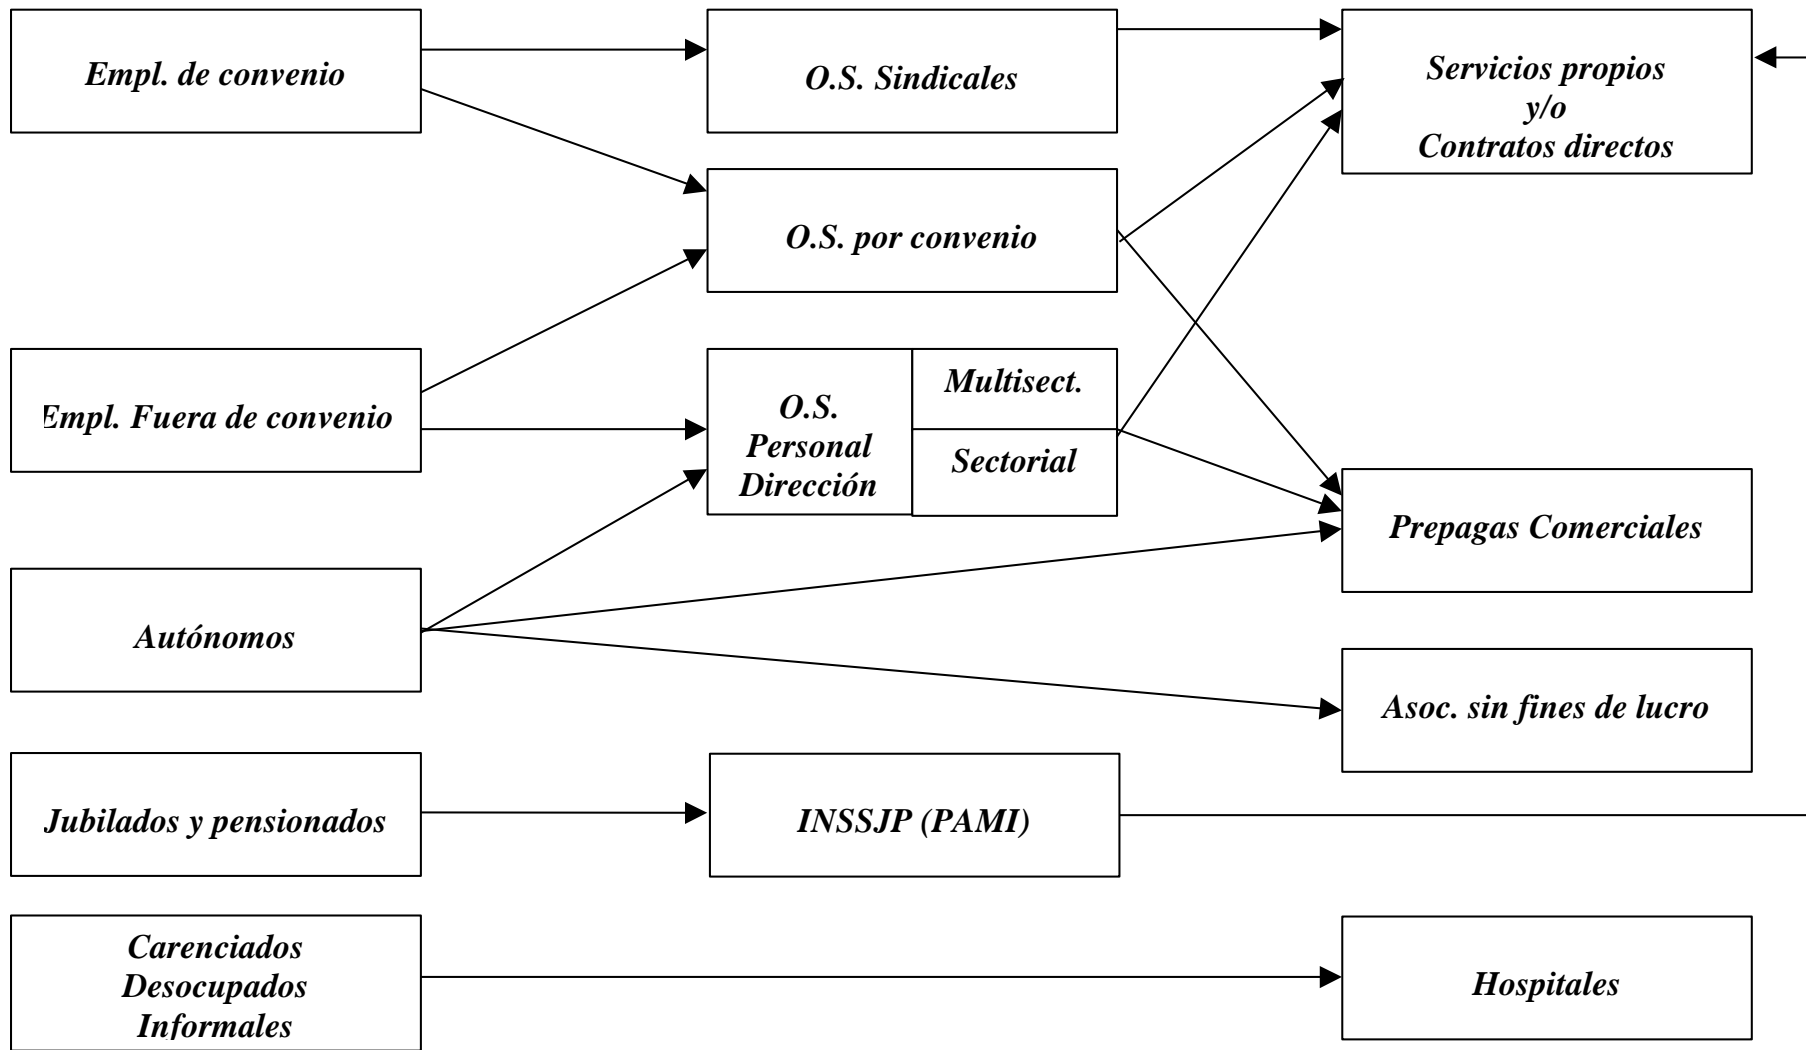 Empl. de convenio
O.S. Sindicales
Servicios propios
y/o
Contratos directos
O.S. por convenio
Empl. Fuera de convenio
O.S.
Personal
Dirección
Multisect.
Sectorial
Prepagas Comerciales
Autónomos
Asoc. sin fines de lucro
Jubilados y pensionados
INSSJP (PAMI)
Carenciados
Desocupados
Informales
Hospitales